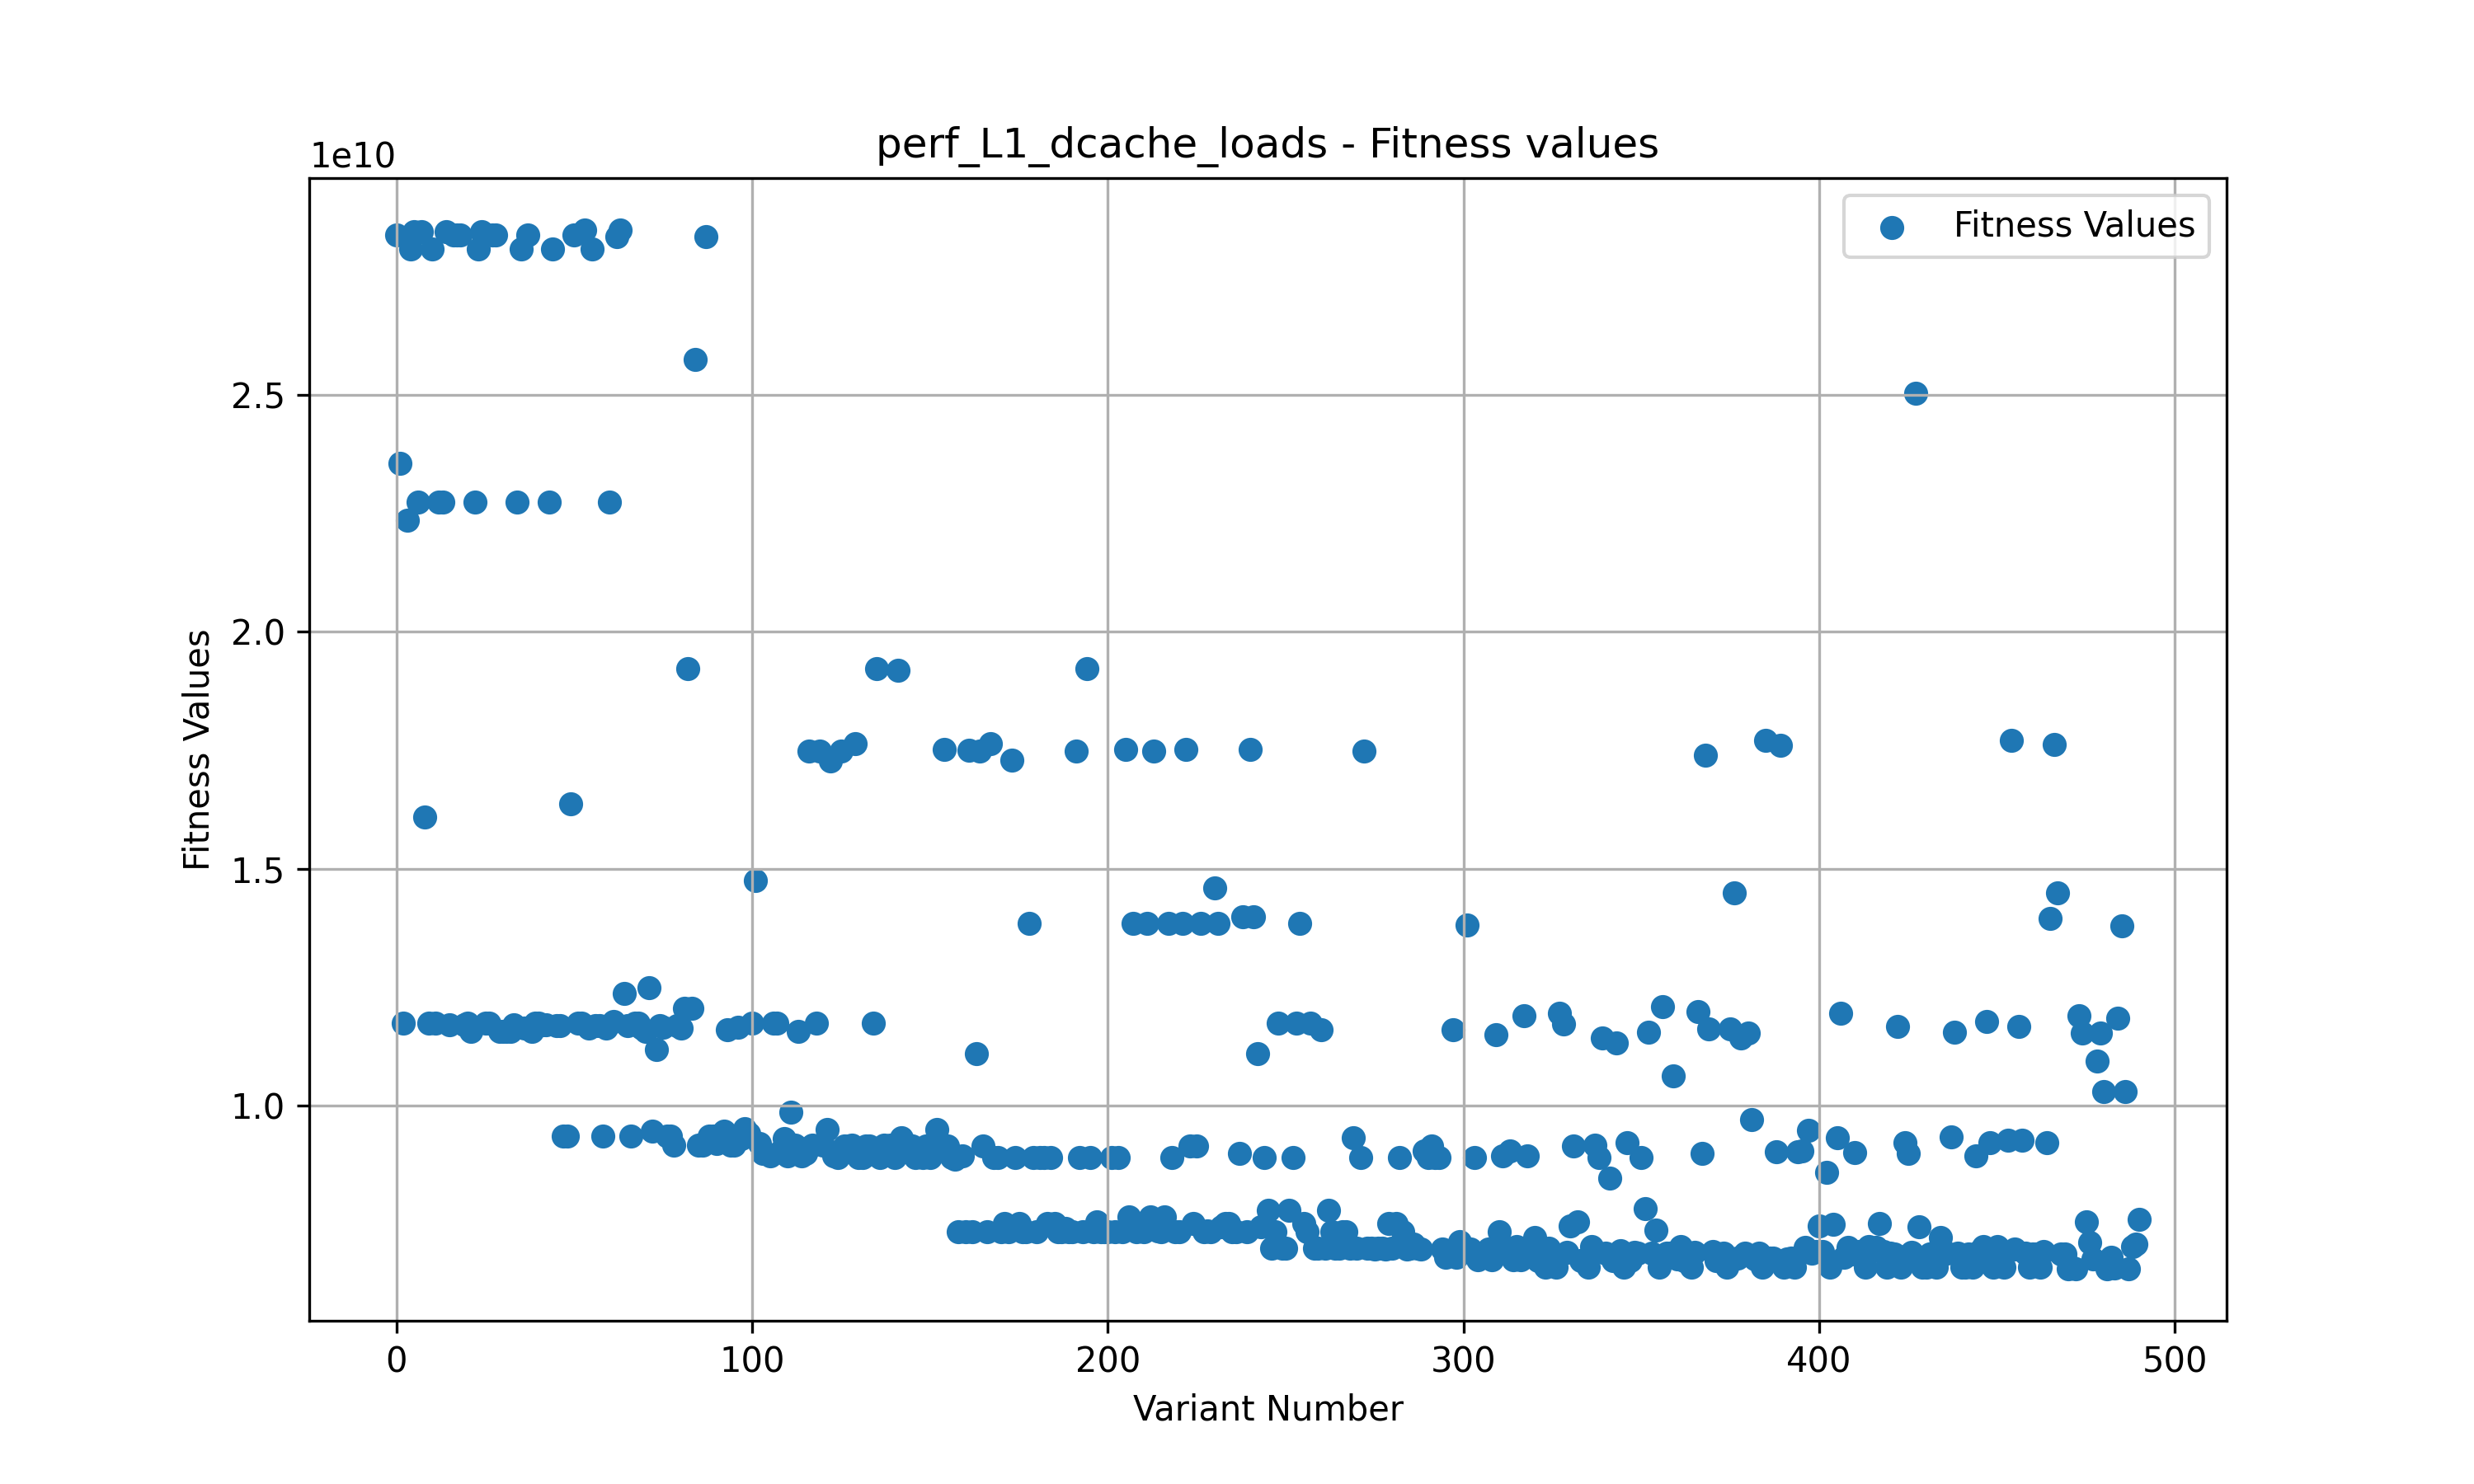 perf_L1_dcache_loads - Fitness values
1e10
Fitness Values
2.5
2.0
1.5
1.0
Fitness Values
0 100 200 300 400 500
Variant Number